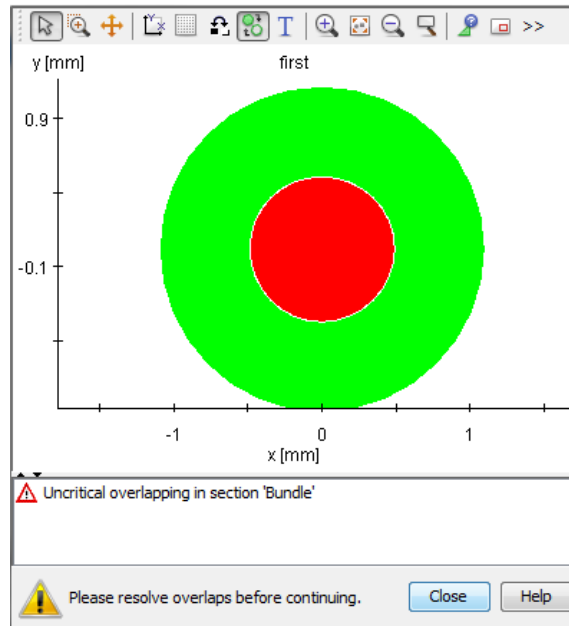 T >>
y [mm] first
0.9
-0.1
-1 0 1
x [mm]
Uncritical overlapping in section 'Bundle'
Please resolve overlaps before continuing. Close Help